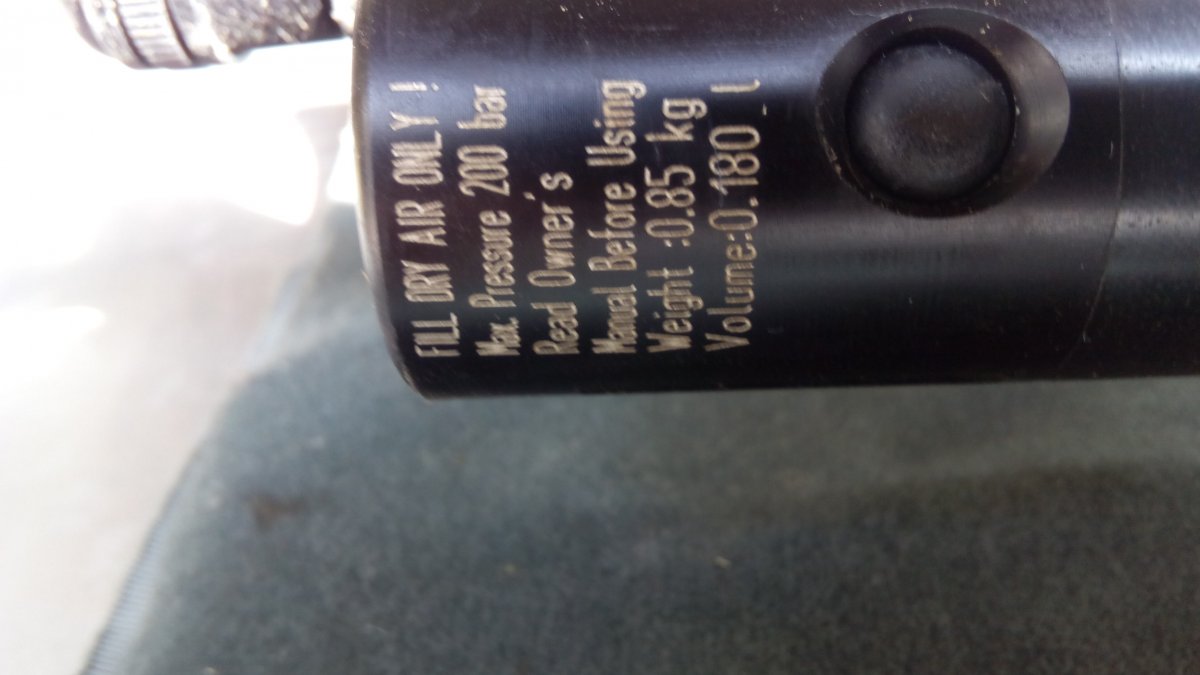 FILL DRY AIR ONLY !
Max. Pressure 200 bar
Read Owner´s
Manual Before Using
Weight :0.85 kg
Volume:0.180_l